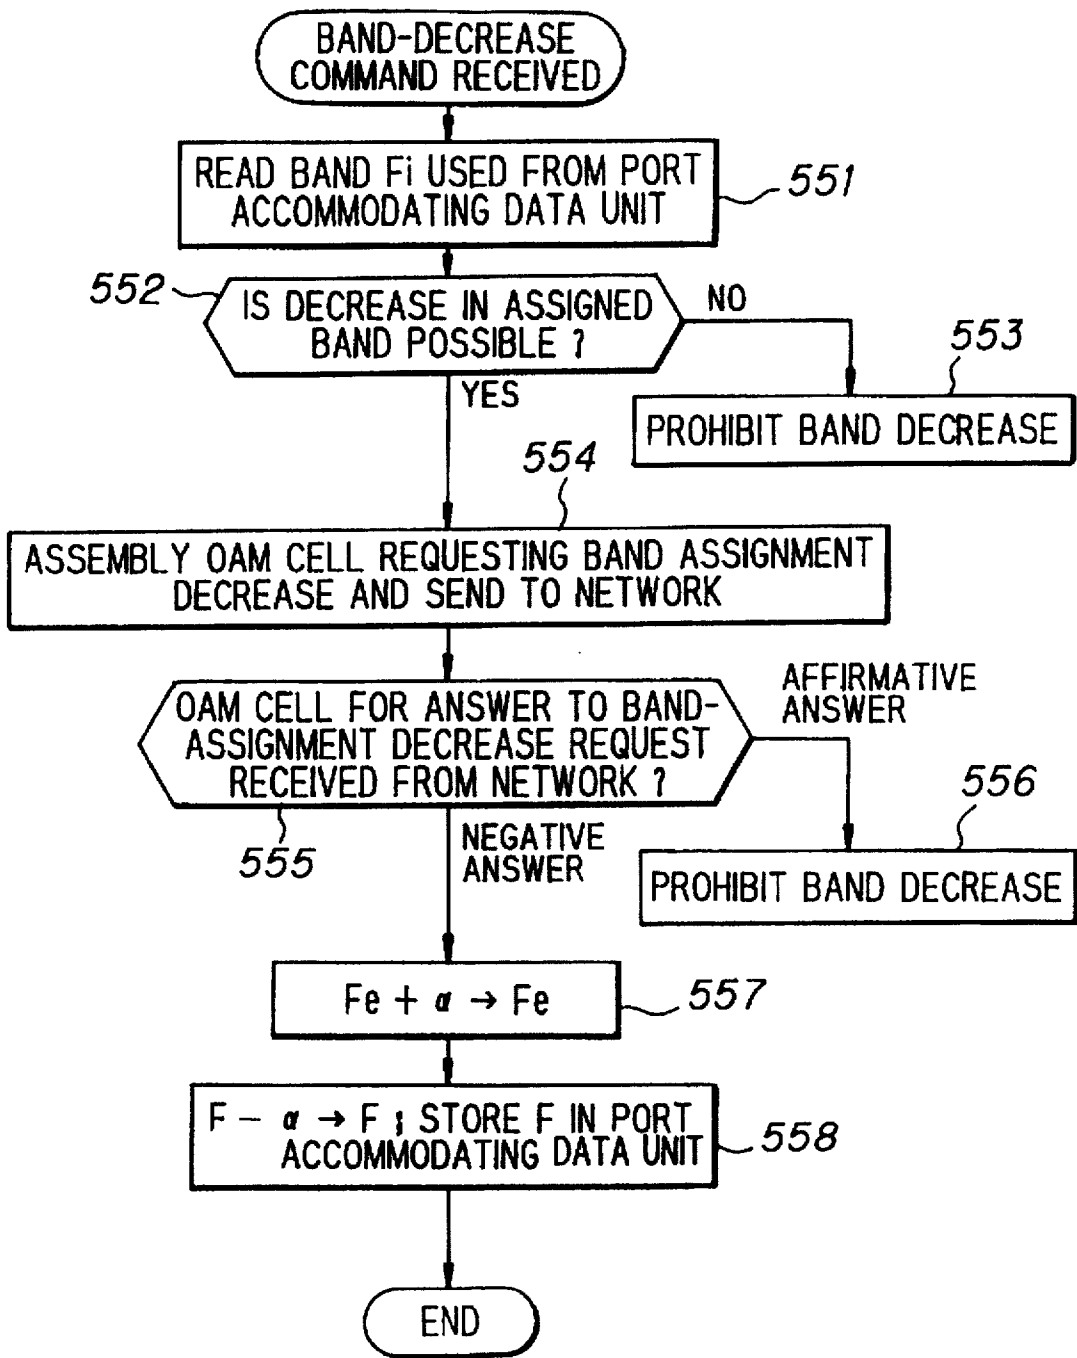 BAND-DECREASE
COMMAND RECEIVED
READ BAND Fi USED FROM PORT
ACCOMMODATING DATA UNIT
551
552
IS DECREASE IN ASSIGNED
BAND POSSIBLE ?
NO
553
YES
PROHIBIT BAND DECREASE
554
ASSEMBLY OAM CELL REQUESTING BAND ASSIGNMENT
DECREASE AND SEND TO NETWORK
OAM CELL FOR ANSWER TO BAND-
ASSIGNMENT DECREASE REQUEST
RECEIVED FROM NETWORK ?
AFFIRMATIVE
ANSWER
555
NEGATIVE
ANSWER
556
PROHIBIT BAND DECREASE
Fe + α → Fe
557
F - α → F ; STORE F IN PORT
ACCOMMODATING DATA UNIT
558
END